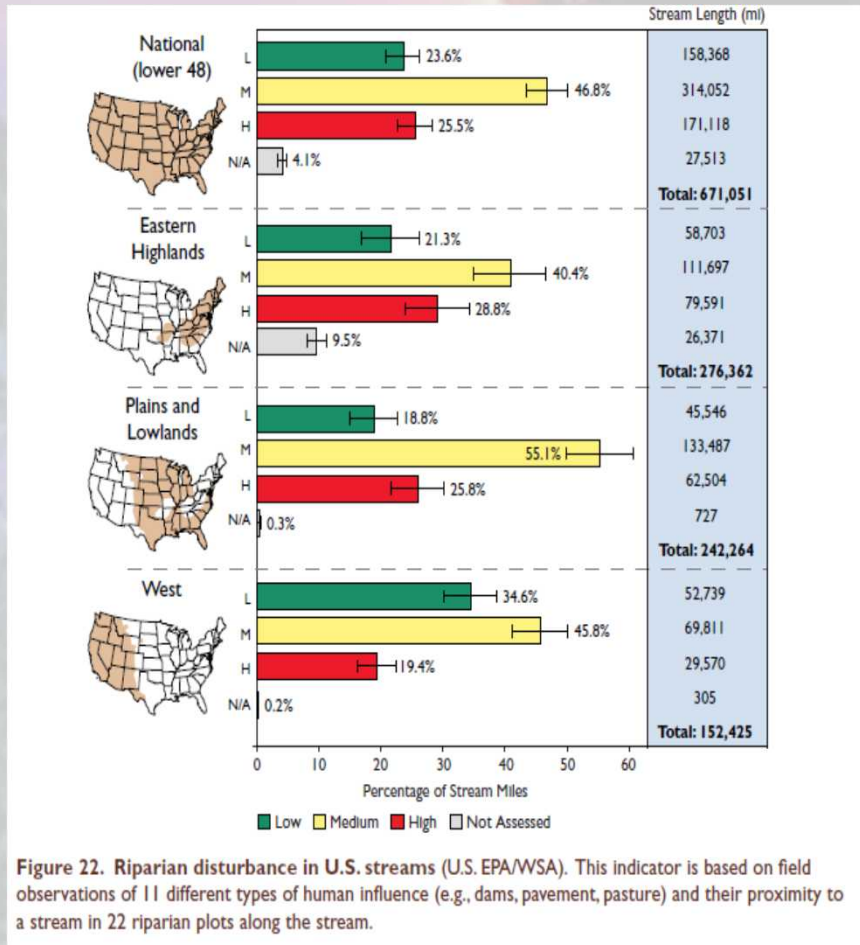 Stream Length (mi)
National
(lower 48)
L
23.6%
158,368
M
46.8%
314,052
H
25.5%
171,118
N/A
4.1%
27,513
Total: 671,051
Eastern
Highlands
L
21.3%
58,703
M
40.4%
111,697
H
28.8%
79,591
N/A
9.5%
26,371
Total: 276,362
Plains and
Lowlands
L
18.8%
45,546
M
55.1%
133,487
H
25.8%
62,504
N/A
0.3%
727
Total: 242,264
West
L
34.6%
52,739
M
45.8%
69,811
H
19.4%
29,570
N/A
0.2%
305
Total: 152,425
0 10 20 30 40 50 60
Percentage of Stream Miles
Low Medium High Not Assessed
Figure 22. Riparian disturbance in U.S. streams (U.S. EPA/WSA). This indicator is based on field
observations of 11 different types of human influence (e.g., dams, pavement, pasture) and their proximity to
a stream in 22 riparian plots along the stream.